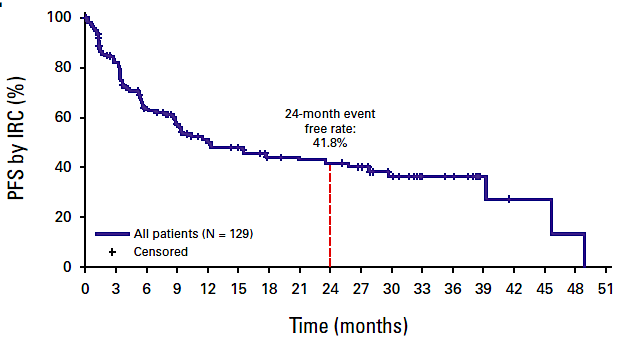 PFS by IRC (%)
100
80
60
40
20
0
24-month event
free rate:
41.8%
All patients (N = 129)
Censored
0 3 6 9 12 15 18 21 24 27 30 33 36 39 42 45 48 51
Time (months)